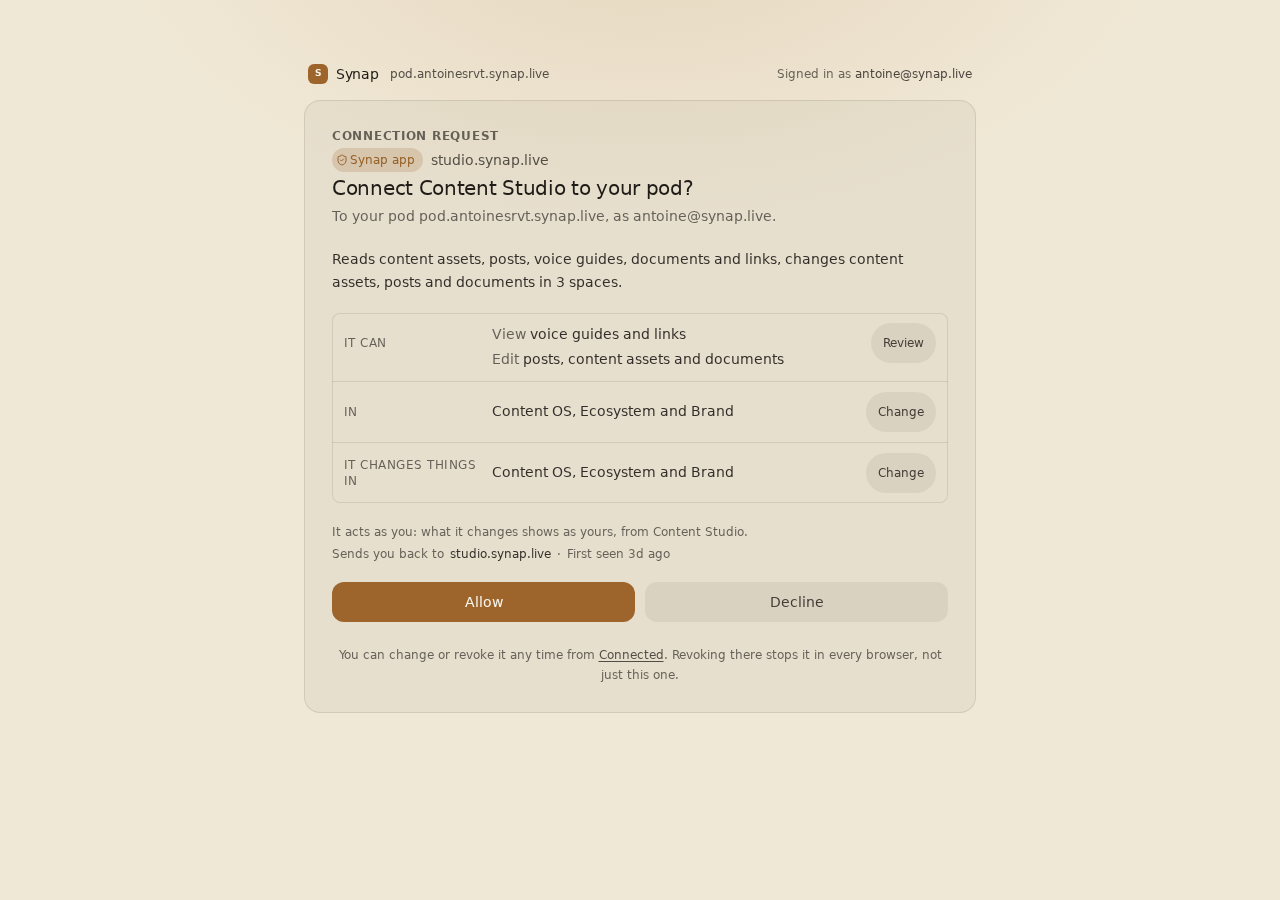 S Synap pod.antoinesrvt.synap.live Signed in as antoine@synap.live
CONNECTION REQUEST
Synap app studio.synap.live
Connect Content Studio to your pod?
To your pod pod.antoinesrvt.synap.live, as antoine@synap.live.
Reads content assets, posts, voice guides, documents and links, changes content
assets, posts and documents in 3 spaces.
IT CAN
View voice guides and links
Edit posts, content assets and documents
Review
IN
Content OS, Ecosystem and Brand
Change
IT CHANGES THINGS
IN
Content OS, Ecosystem and Brand
Change
It acts as you: what it changes shows as yours, from Content Studio.
Sends you back to studio.synap.live · First seen 3d ago
Allow
Decline
You can change or revoke it any time from Connected. Revoking there stops it in every browser, not
just this one.